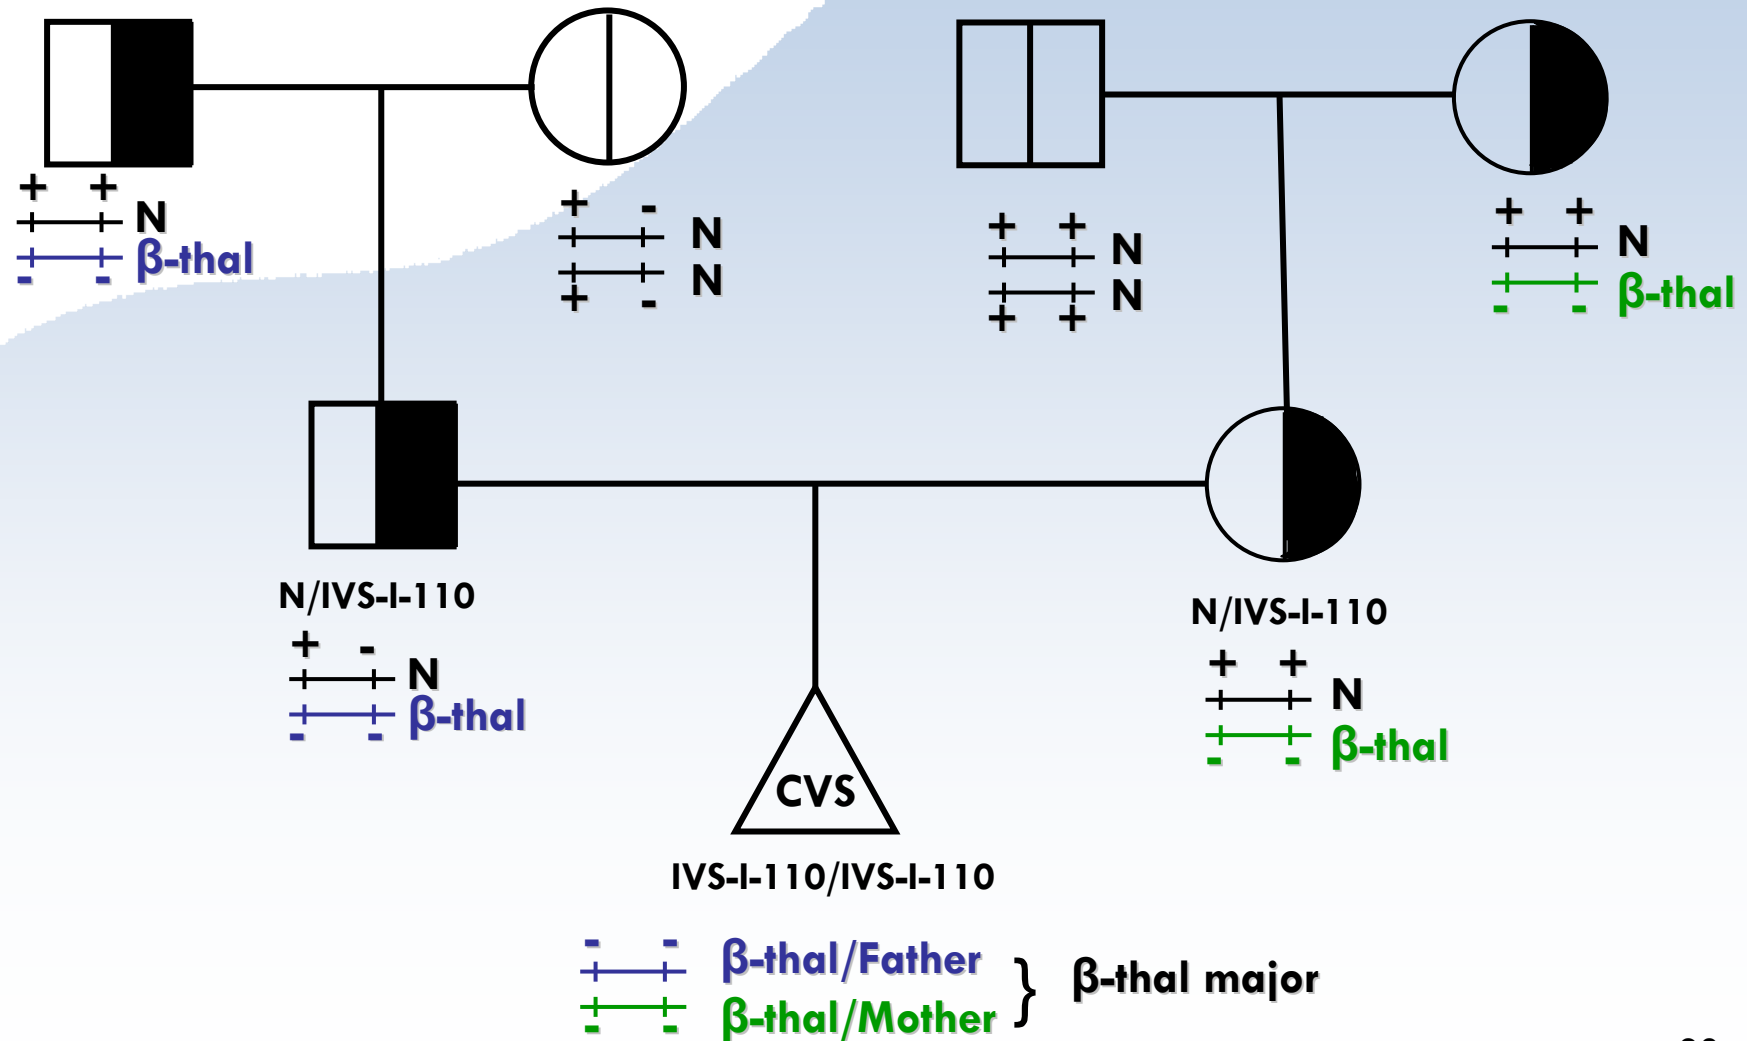 + +
N
β-thal
- -
+ -
N
N
+ -
+ +
N
N
+ +
+ +
N
β-thal
- -
N/IVS-I-110
+ -
N
β-thal
- -
N/IVS-I-110
+ +
N
β-thal
- -
CVS
IVS-I-110/IVS-I-110
- -
β-thal/Father
β-thal/Mother
- -
} β-thal major